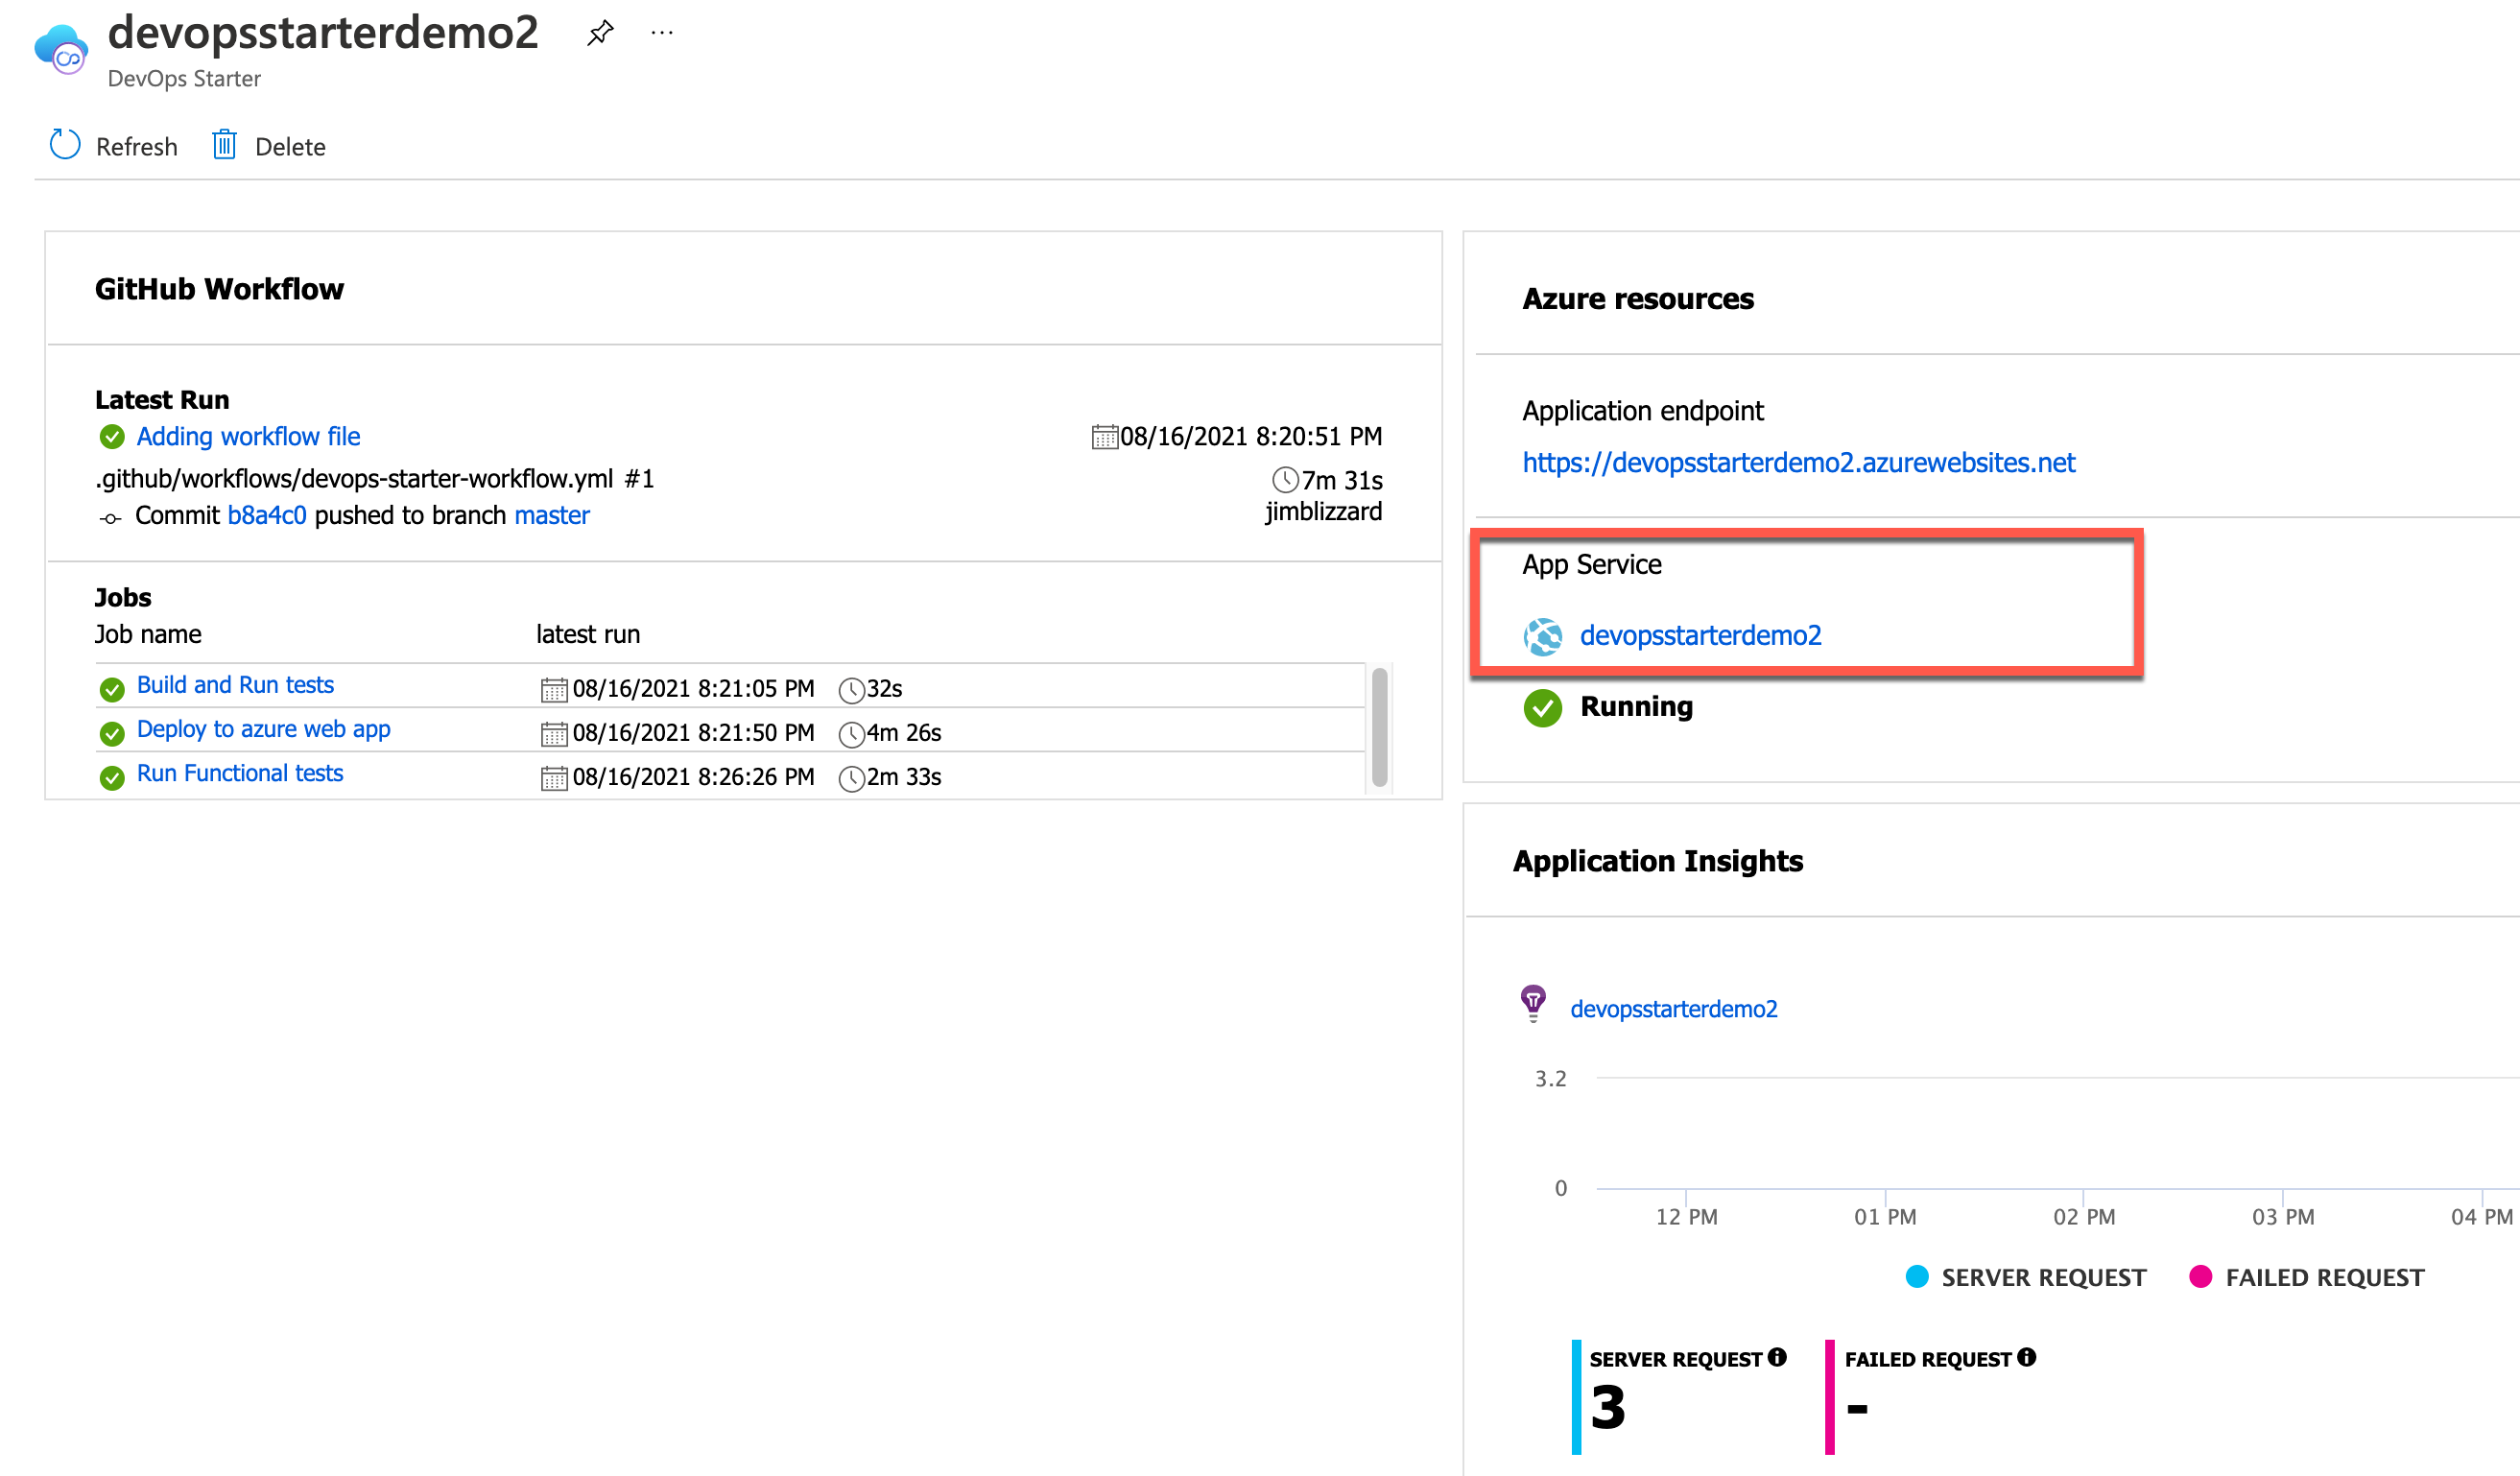 devopsstarterdemo2
DevOps Starter
Refresh
Delete
GitHub Workflow
Latest Run
Adding workflow file
08/16/2021 8:20:51 PM
.github/workflows/devops-starter-workflow.yml #1
7m 31s
Commit b8a4c0 pushed to branch master
jimblizzard
Jobs
Job name latest run
Build and Run tests 08/16/2021 8:21:05 PM 32s
Deploy to azure web app 08/16/2021 8:21:50 PM 4m 26s
Run Functional tests 08/16/2021 8:26:26 PM 2m 33s
Azure resources
Application endpoint
https://devopsstarterdemo2.azurewebsites.net
App Service
devopsstarterdemo2
Running
Application Insights
devopsstarterdemo2
3.2
0
12 PM 01 PM 02 PM 03 PM 04 PM
SERVER REQUEST FAILED REQUEST
SERVER REQUEST
3
FAILED REQUEST
-